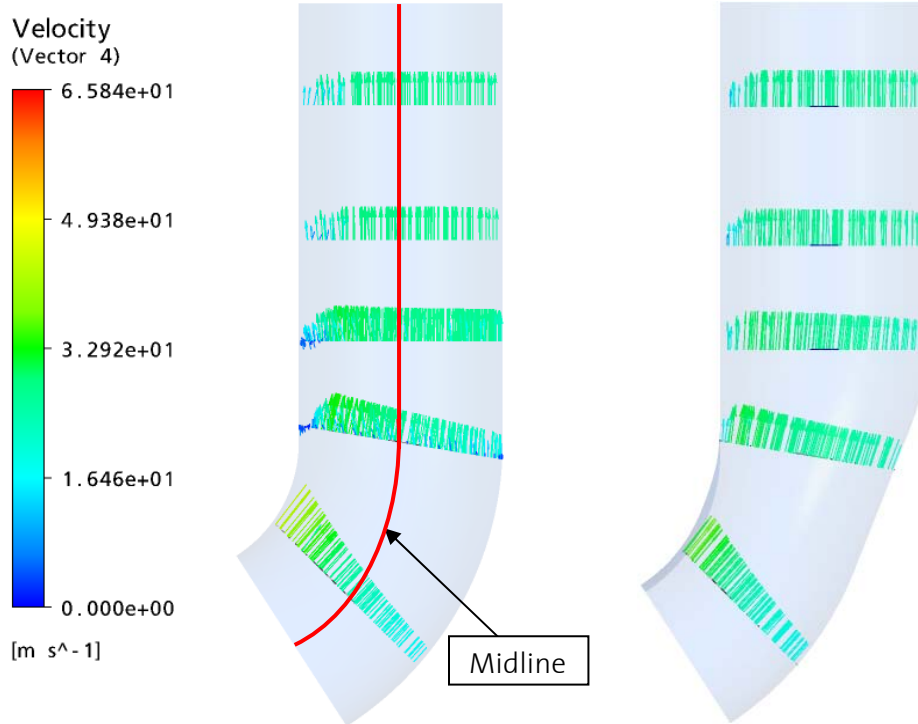 Velocity
(Vector 4)
6.584e+01
4.938e+01
3.292e+01
1.646e+01
0.000e+00
[m s^-1]
Midline